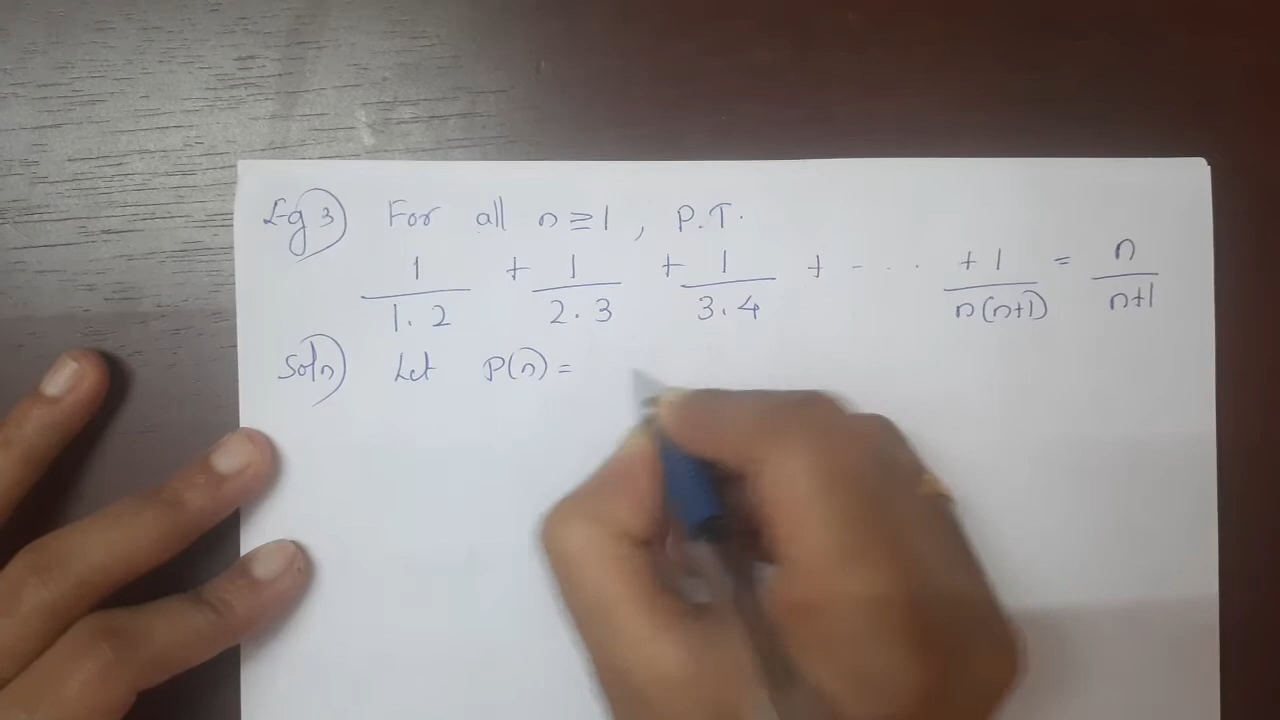 Eg 3) For all n ≥ 1, P.T.
1/1.2 + 1/2.3 + 1/3.4 + - . . . + 1/n(n+1) = n/n+1
Soln) Let P(n) =